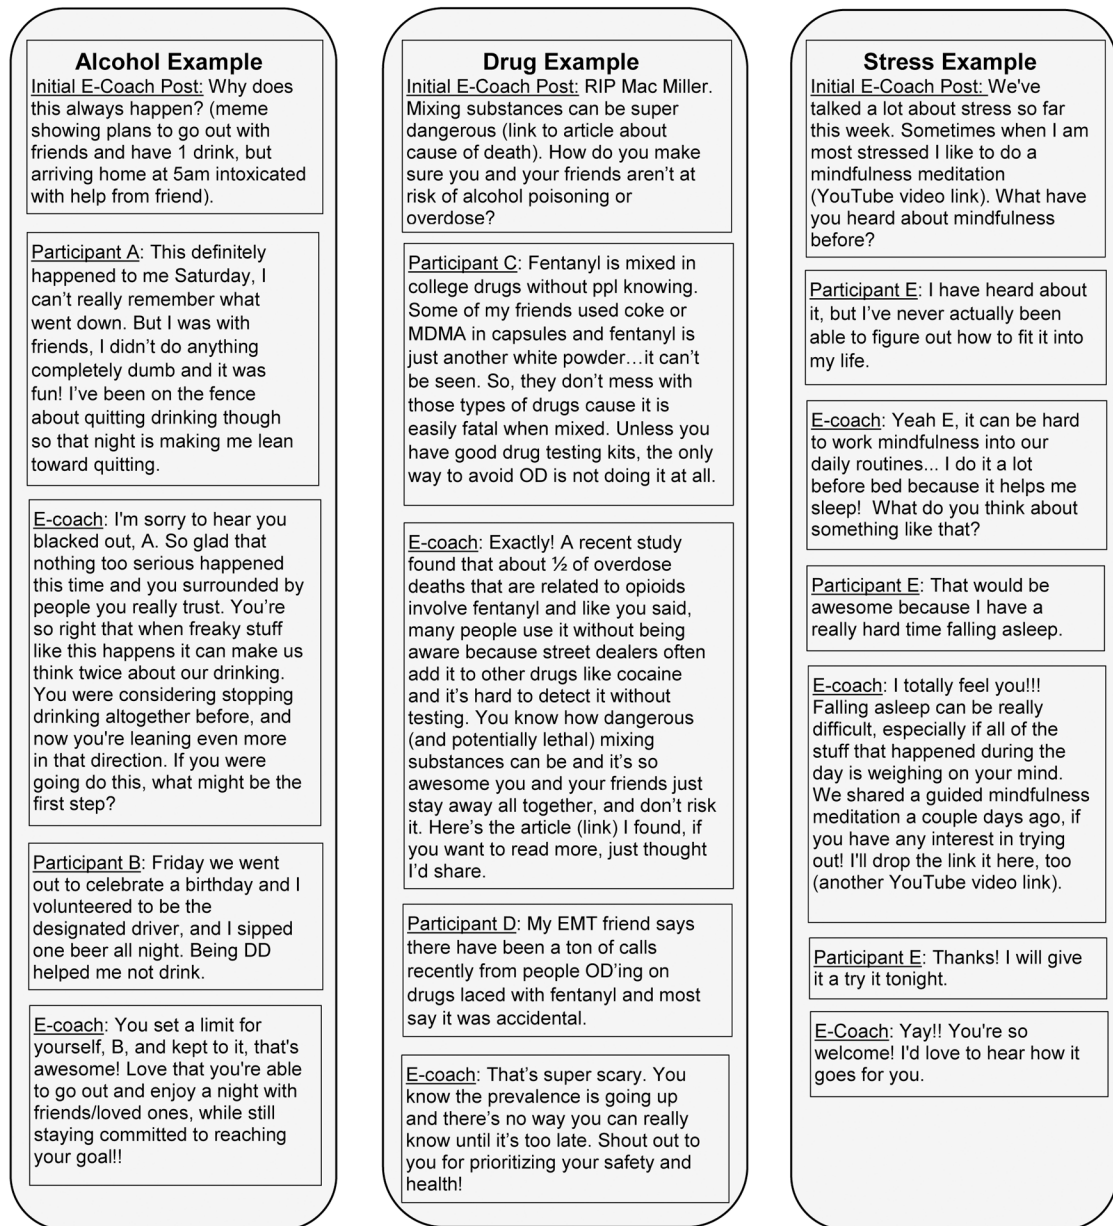 Alcohol Example
Initial E-Coach Post: Why does
this always happen? (meme
showing plans to go out with
friends and have 1 drink, but
arriving home at 5am intoxicated
with help from friend).
Participant A: This definitely
happened to me Saturday, I
can’t really remember what
went down. But I was with
friends, I didn’t do anything
completely dumb and it was
fun! I’ve been on the fence
about quitting drinking though
so that night is making me lean
toward quitting.
E-coach: I'm sorry to hear you
blacked out, A. So glad that
nothing too serious happened
this time and you surrounded by
people you really trust. You’re
so right that when freaky stuff
like this happens it can make us
think twice about our drinking.
You were considering stopping
drinking altogether before, and
now you're leaning even more
in that direction. If you were
going do this, what might be the
first step?
Participant B: Friday we went
out to celebrate a birthday and I
volunteered to be the
designated driver, and I sipped
one beer all night. Being DD
helped me not drink.
E-coach: You set a limit for
yourself, B, and kept to it, that's
awesome! Love that you're able
to go out and enjoy a night with
friends/loved ones, while still
staying committed to reaching
your goal!!
Drug Example
Initial E-Coach Post: RIP Mac Miller.
Mixing substances can be super
dangerous (link to article about
cause of death). How do you make
sure you and your friends aren’t at
risk of alcohol poisoning or
overdose?
Participant C: Fentanyl is mixed in
college drugs without ppl knowing.
Some of my friends used coke or
MDMA in capsules and fentanyl is
just another white powder…it can’t
be seen. So, they don’t mess with
those types of drugs cause it is
easily fatal when mixed. Unless you
have good drug testing kits, the only
way to avoid OD is not doing it at all.
E-coach: Exactly! A recent study
found that about ½ of overdose
deaths that are related to opioids
involve fentanyl and like you said,
many people use it without being
aware because street dealers often
add it to other drugs like cocaine
and it’s hard to detect it without
testing. You know how dangerous
(and potentially lethal) mixing
substances can be and it’s so
awesome you and your friends just
stay away all together, and don’t risk
it. Here’s the article (link) I found, if
you want to read more, just thought
I’d share.
Participant D: My EMT friend says
there have been a ton of calls
recently from people OD’ing on
drugs laced with fentanyl and most
say it was accidental.
E-coach: That’s super scary. You
know the prevalence is going up
and there’s no way you can really
know until it’s too late. Shout out to
you for prioritizing your safety and
health!
Stress Example
Initial E-Coach Post: We've
talked a lot about stress so far
this week. Sometimes when I am
most stressed I like to do a
mindfulness meditation
(YouTube video link). What have
you heard about mindfulness
before?
Participant E: I have heard about
it, but I’ve never actually been
able to figure out how to fit it into
my life.
E-coach: Yeah E, it can be hard
to work mindfulness into our
daily routines... I do it a lot
before bed because it helps me
sleep!  What do you think about
something like that?
Participant E: That would be
awesome because I have a
really hard time falling asleep.
E-coach: I totally feel you!!!
Falling asleep can be really
difficult, especially if all of the
stuff that happened during the
day is weighing on your mind.
We shared a guided mindfulness
meditation a couple days ago, if
you have any interest in trying
out! I'll drop the link it here, too
(another YouTube video link).
Participant E: Thanks! I will give
it a try it tonight.
E-Coach: Yay!! You're so
welcome! I'd love to hear how it
goes for you.